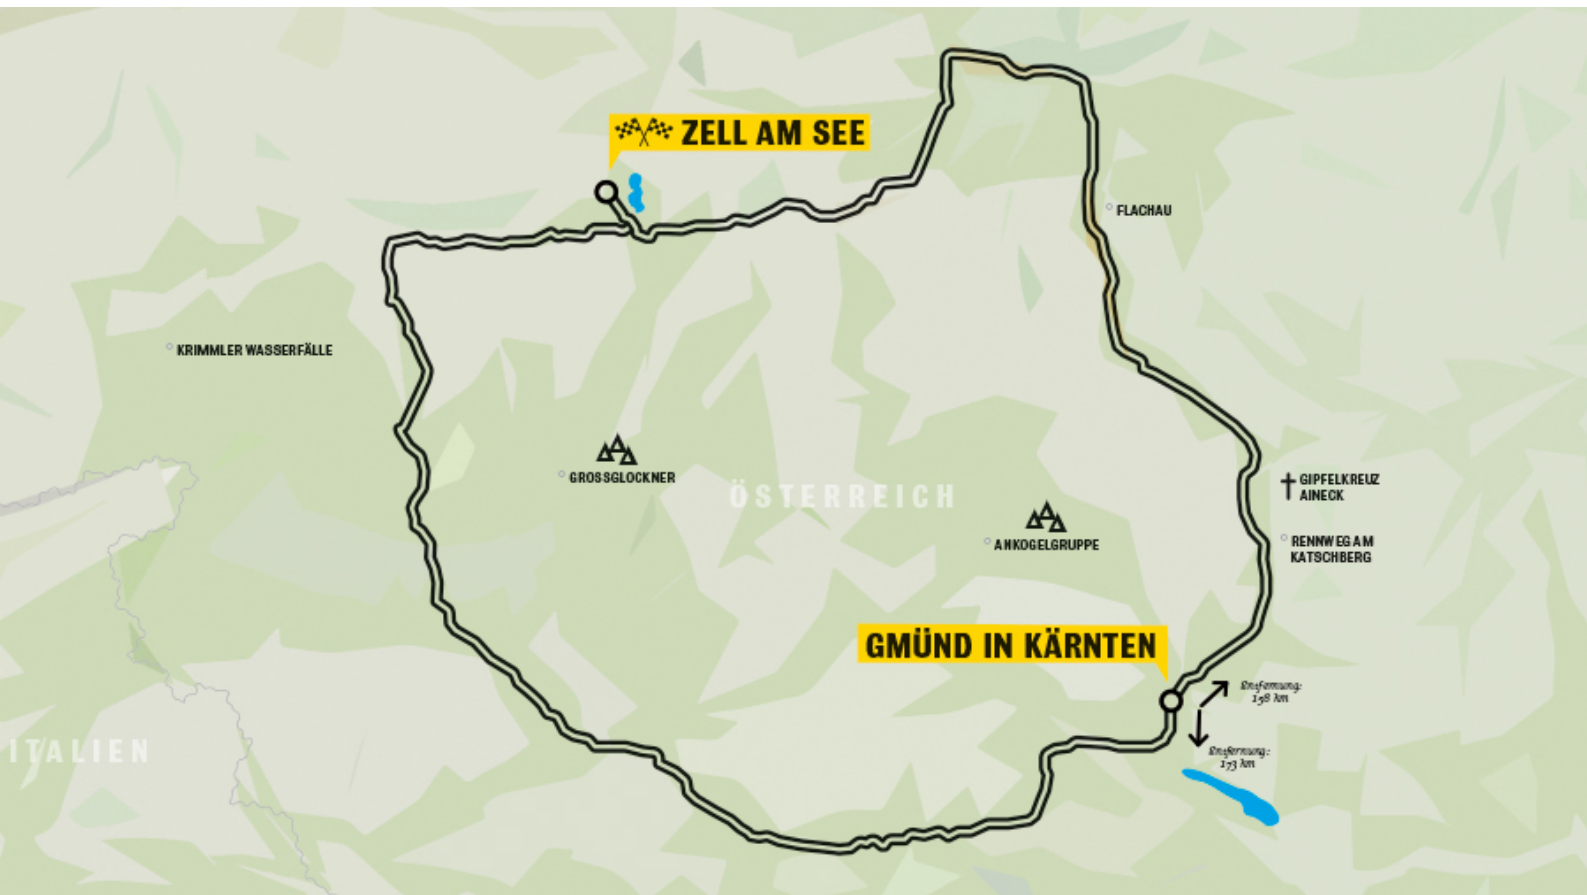 ZELL AM SEE
FLACHAU
KRIMMLER WASSERFÄLLE
GROSSGLOCKNER
ÖSTERREICH
GIPFELKREUZ
AINECK
ANKOGELGRUPPE
RENNWEG AM
KATSCHBERG
GMÜND IN KÄRNTEN
Entfernung:
158 km
ITALIEN
Entfernung:
173 km